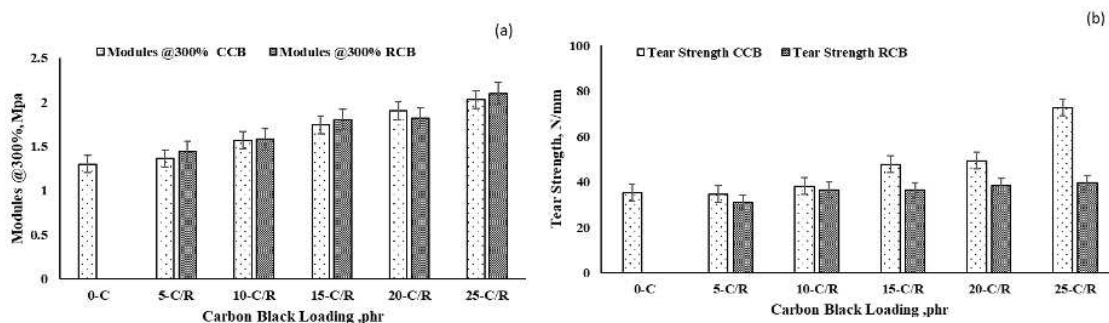 (a)
Modules @300% CCB Modules @300% RCB
Modules @300%,Mpa
2.5
2
1.5
1
0.5
0
0-C 5-C/R 10-C/R 15-C/R 20-C/R 25-C/R
Carbon Black Loading ,phr
(b)
Tear Strength CCB Tear Strength RCB
Tear Strength, N/mm
100
80
60
40
20
0
0-C 5-C/R 10-C/R 15-C/R 20-C/R 25-C/R
Carbon Black Loading ,phr